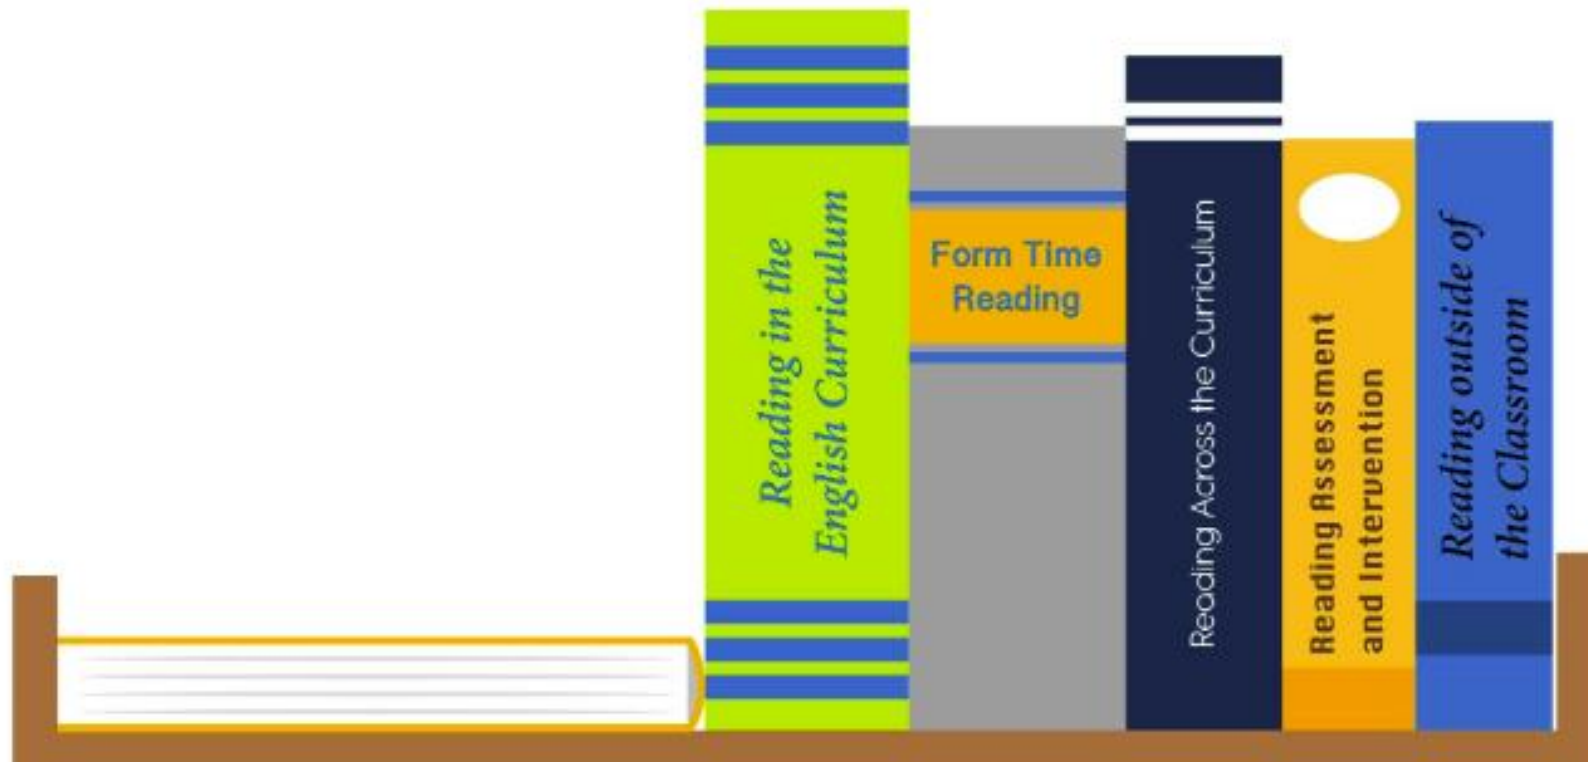 Reading in the
English Curriculum
Form Time
Reading
Reading Across the Curriculum
Reading Assessment
and Intervention
Reading outside of
the Classroom